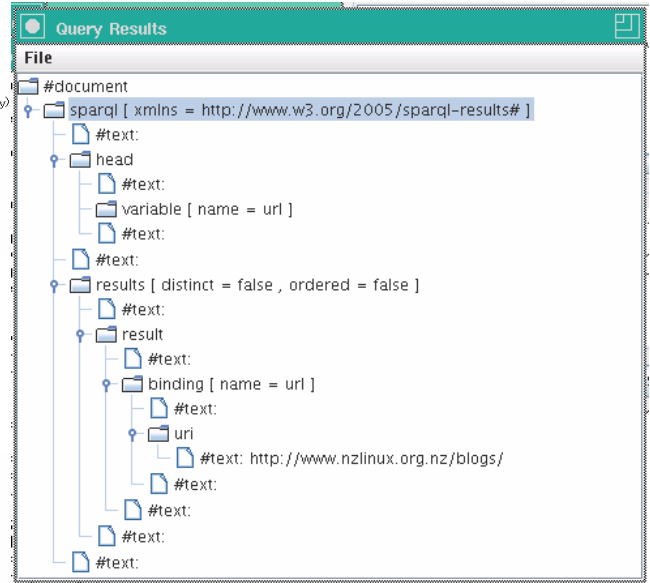 Query Results
File
#document
sparql [ xmlns = http://www.w3.org/2005/sparql-results# ]
#text:
head
#text:
variable [ name = url ]
#text:
#text:
results [ distinct = false , ordered = false ]
#text:
result
#text:
binding [ name = url ]
#text:
uri
#text: http://www.nzlinux.org.nz/blogs/
#text:
#text:
#text:
#text: